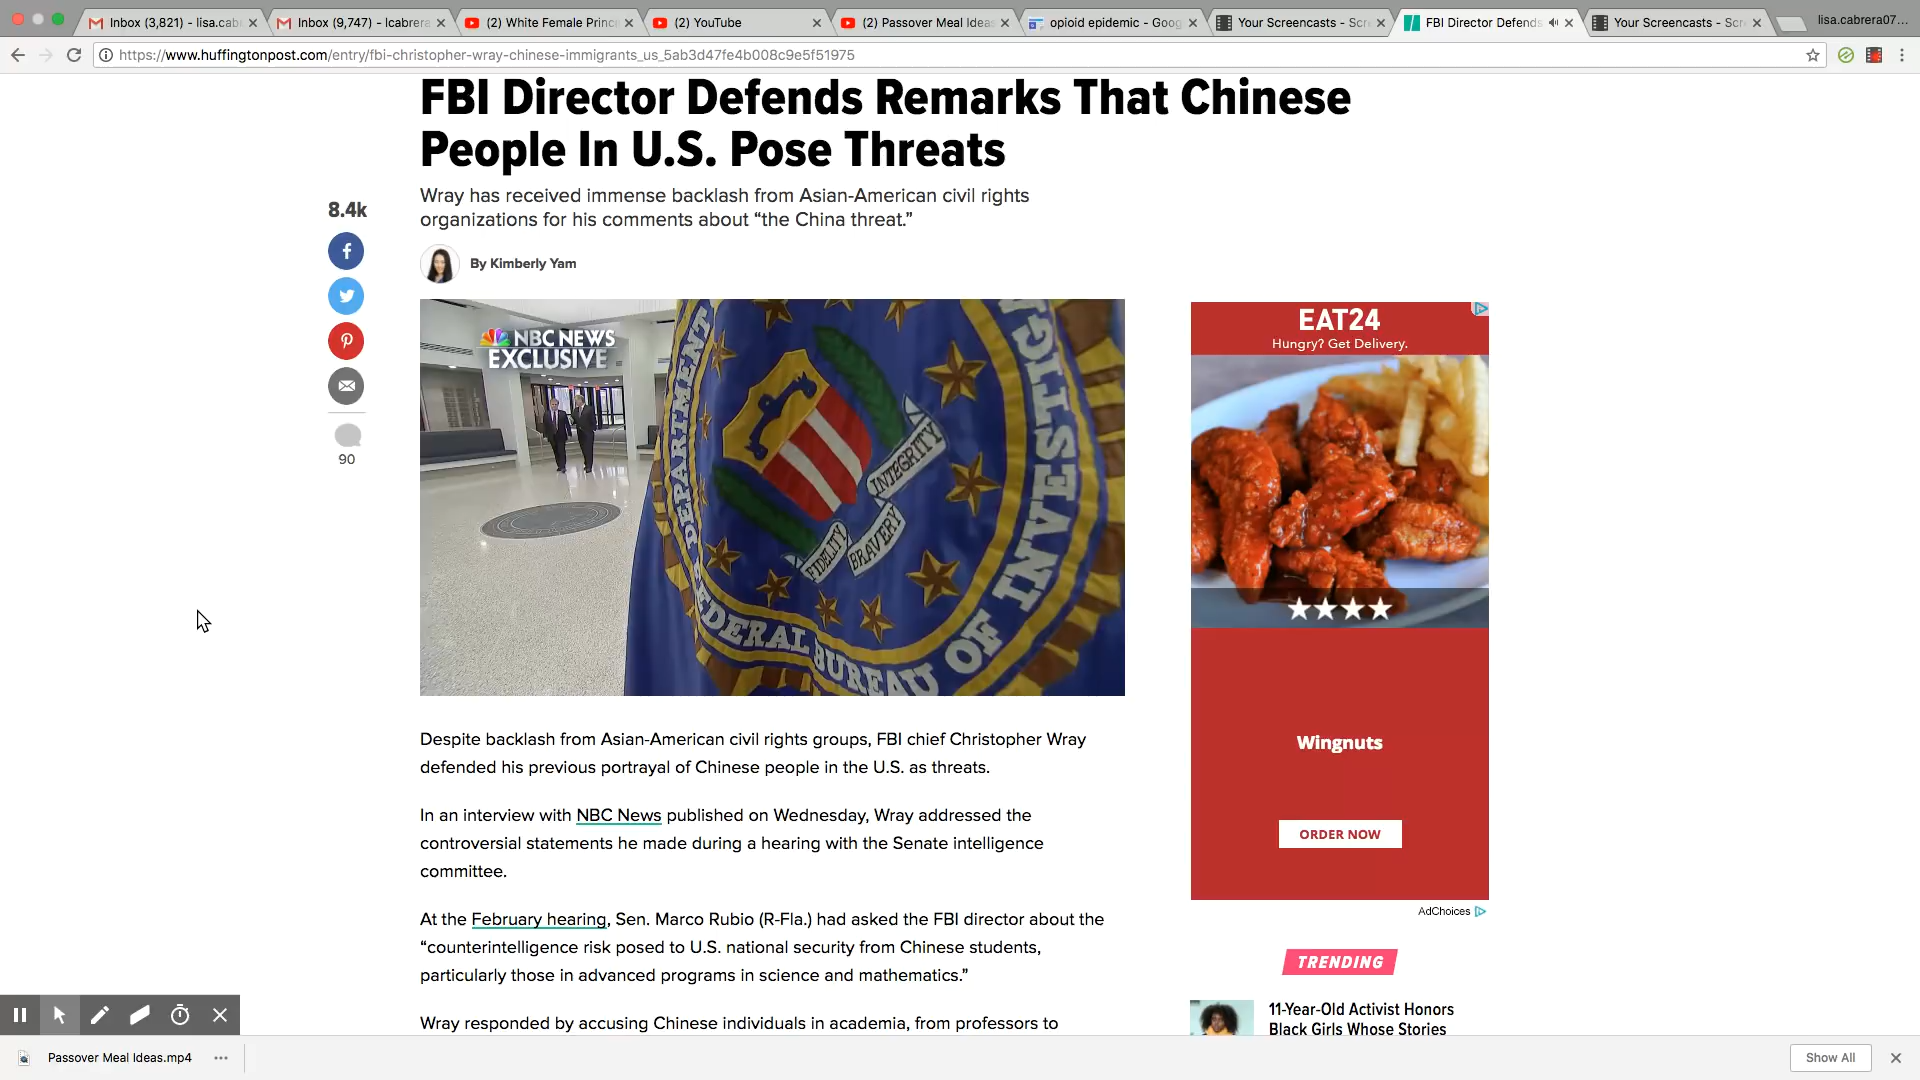 Inbox (3,821) - lisa.cab
Inbox (9,747) - lcabrera
(2) White Female Princ
(2) YouTube
(2) Passover Meal Ideas
opioid epidemic - Goog
Your Screencasts - Scr
FBI Director Defends
Your Screencasts - Scr
lisa.cabrera07...
https://www.huffingtonpost.com/entry/fbi-christopher-wray-chinese-immigrants_us_5ab3d47fe4b008c9e5f51975
FBI Director Defends Remarks That Chinese
People In U.S. Pose Threats
Wray has received immense backlash from Asian-American civil rights
organizations for his comments about “the China threat.”
8.4k
By Kimberly Yam
90
NBC NEWS
EXCLUSIVE
DEPARTMENT
FEDERAL BUREAU OF INVESTIGA
FIDELITY
BRAVERY
INTEGRITY
EAT24
Hungry? Get Delivery.
Wingnuts
ORDER NOW
AdChoices
Despite backlash from Asian-American civil rights groups, FBI chief Christopher Wray
defended his previous portrayal of Chinese people in the U.S. as threats.
In an interview with NBC News published on Wednesday, Wray addressed the
controversial statements he made during a hearing with the Senate intelligence
committee.
At the February hearing, Sen. Marco Rubio (R-Fla.) had asked the FBI director about the
“counterintelligence risk posed to U.S. national security from Chinese students,
particularly those in advanced programs in science and mathematics.”
Wray responded by accusing Chinese individuals in academia, from professors to
TRENDING
11-Year-Old Activist Honors
Black Girls Whose Stories
Passover Meal Ideas.mp4
Show All